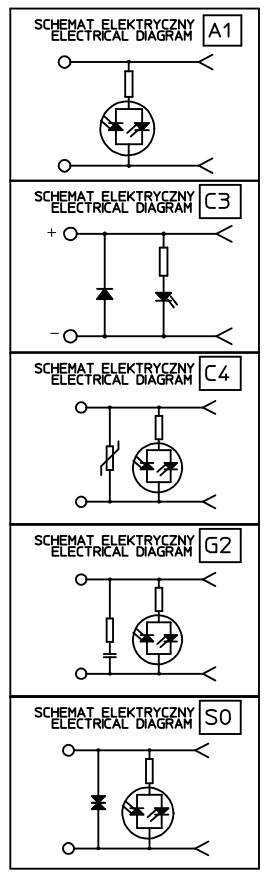 SCHEMAT ELEKTRYCZNY
ELECTRICAL DIAGRAM
A1
SCHEMAT ELEKTRYCZNY
ELECTRICAL DIAGRAM
C3
+
−
SCHEMAT ELEKTRYCZNY
ELECTRICAL DIAGRAM
C4
SCHEMAT ELEKTRYCZNY
ELECTRICAL DIAGRAM
G2
SCHEMAT ELEKTRYCZNY
ELECTRICAL DIAGRAM
S0